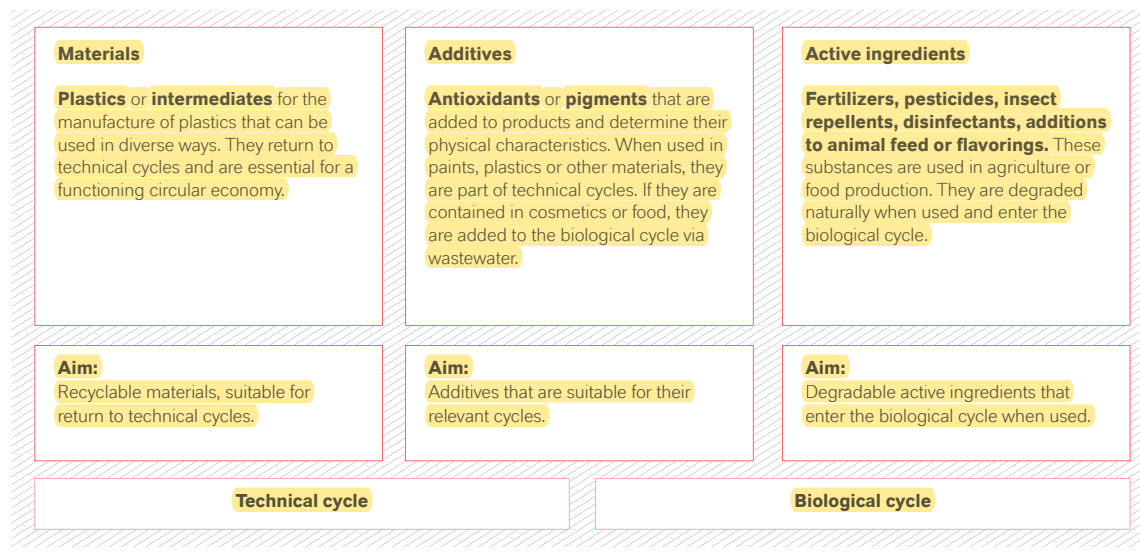 Materials
Plastics or intermediates for the
manufacture of plastics that can be
used in diverse ways. They return to
technical cycles and are essential for a
functioning circular economy.
Additives
Antioxidants or pigments that are
added to products and determine their
physical characteristics. When used in
paints, plastics or other materials, they
are part of technical cycles. If they are
contained in cosmetics or food, they
are added to the biological cycle via
wastewater.
Active ingredients
Fertilizers, pesticides, insect
repellents, disinfectants, additions
to animal feed or flavorings. These
substances are used in agriculture or
food production. They are degraded
naturally when used and enter the
biological cycle.
Aim:
Recyclable materials, suitable for
return to technical cycles.
Aim:
Additives that are suitable for their
relevant cycles.
Aim:
Degradable active ingredients that
enter the biological cycle when used.
Technical cycle
Biological cycle